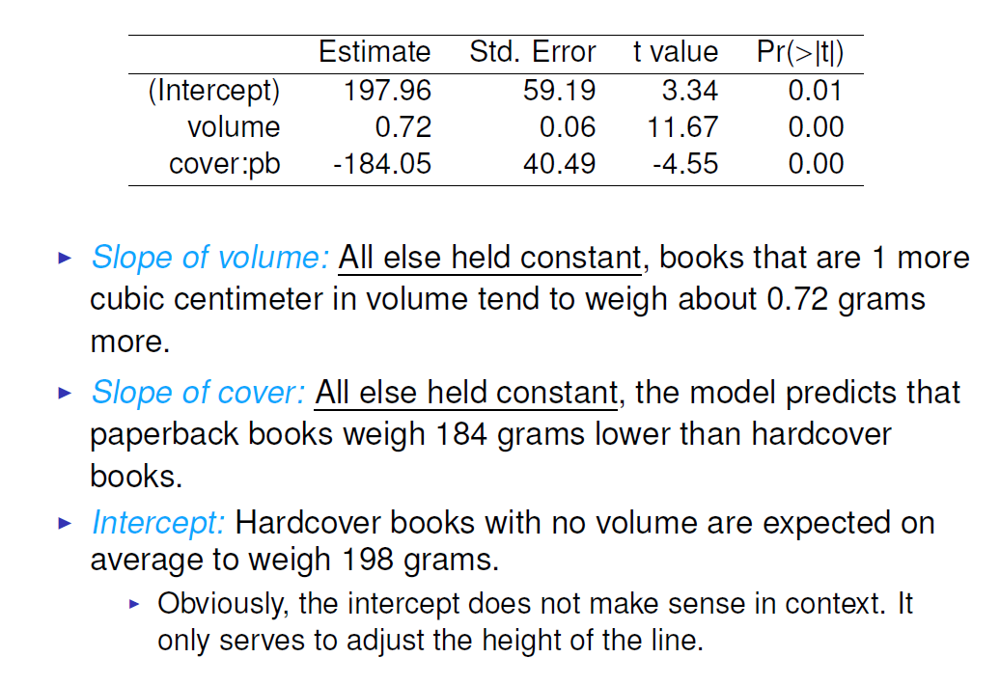 Estimate Std. Error t value Pr(>|t|)
(Intercept) 197.96 59.19 3.34 0.01
volume 0.72 0.06 11.67 0.00
cover:pb -184.05 40.49 -4.55 0.00
▶ Slope of volume: All else held constant, books that are 1 more
cubic centimeter in volume tend to weigh about 0.72 grams
more.
▶ Slope of cover: All else held constant, the model predicts that
paperback books weigh 184 grams lower than hardcover
books.
▶ Intercept: Hardcover books with no volume are expected on
average to weigh 198 grams.
▶ Obviously, the intercept does not make sense in context. It
only serves to adjust the height of the line.